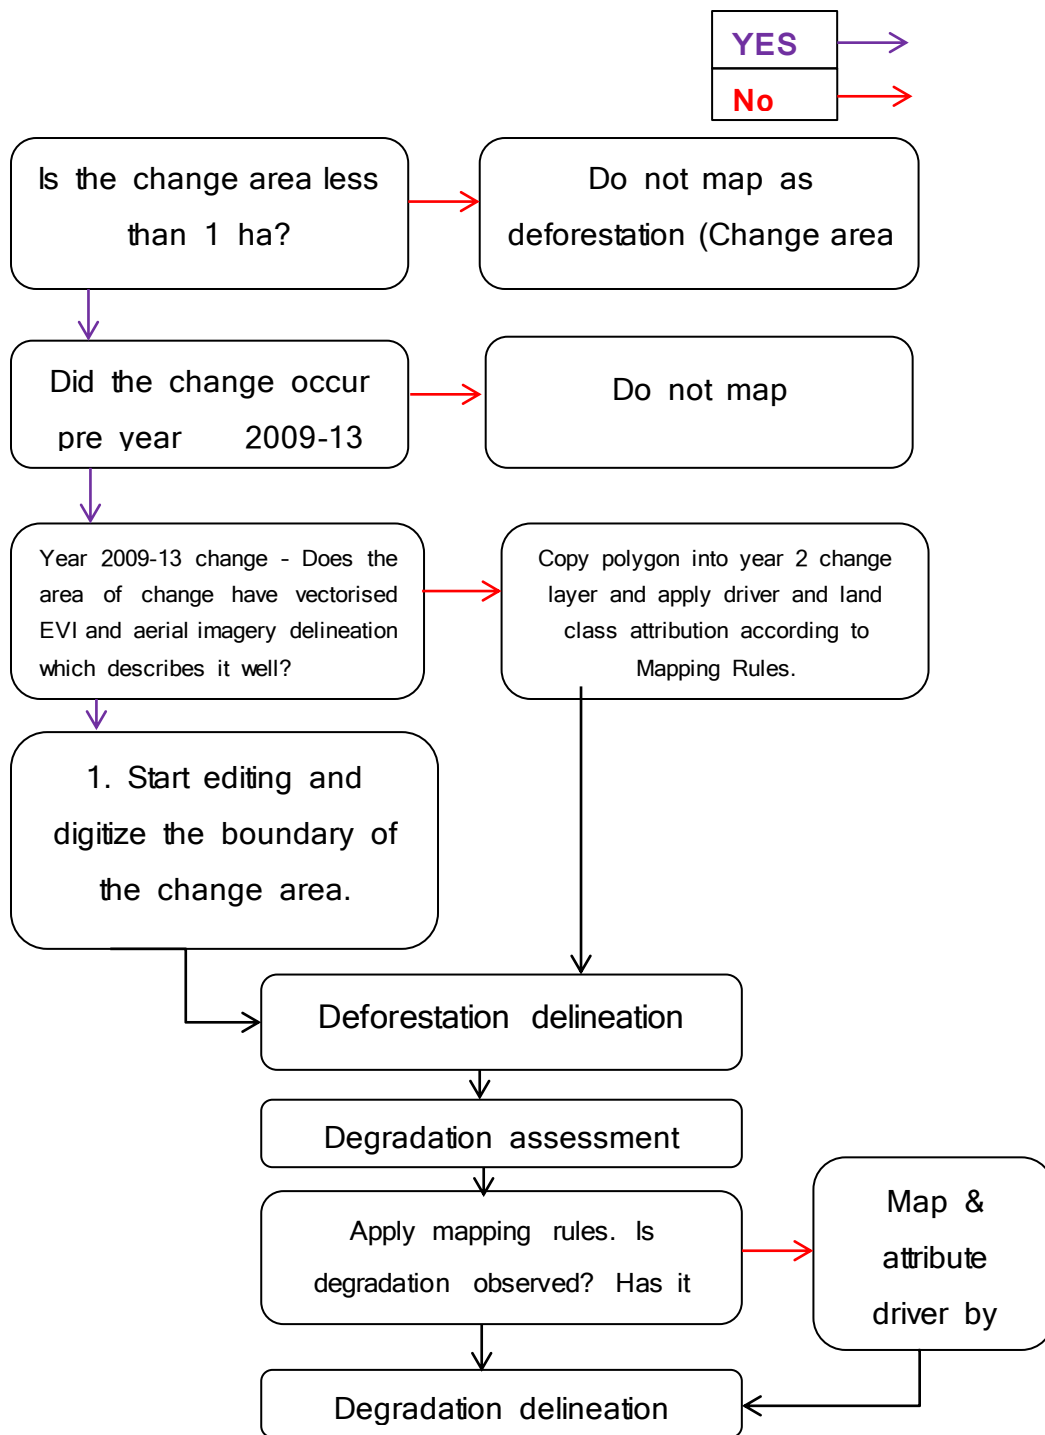 YES
No
Is the change area less
than 1 ha?
Do not map as
deforestation (Change area
Did the change occur
pre year 2009-13
Do not map
Year 2009-13 change - Does the
area of change have vectorised
EVI and aerial imagery delineation
which describes it well?
Copy polygon into year 2 change
layer and apply driver and land
class attribution according to
Mapping Rules.
1. Start editing and
digitize the boundary of
the change area.
Deforestation delineation
Degradation assessment
Apply mapping rules. Is
degradation observed? Has it
Map &
attribute
driver by
Degradation delineation